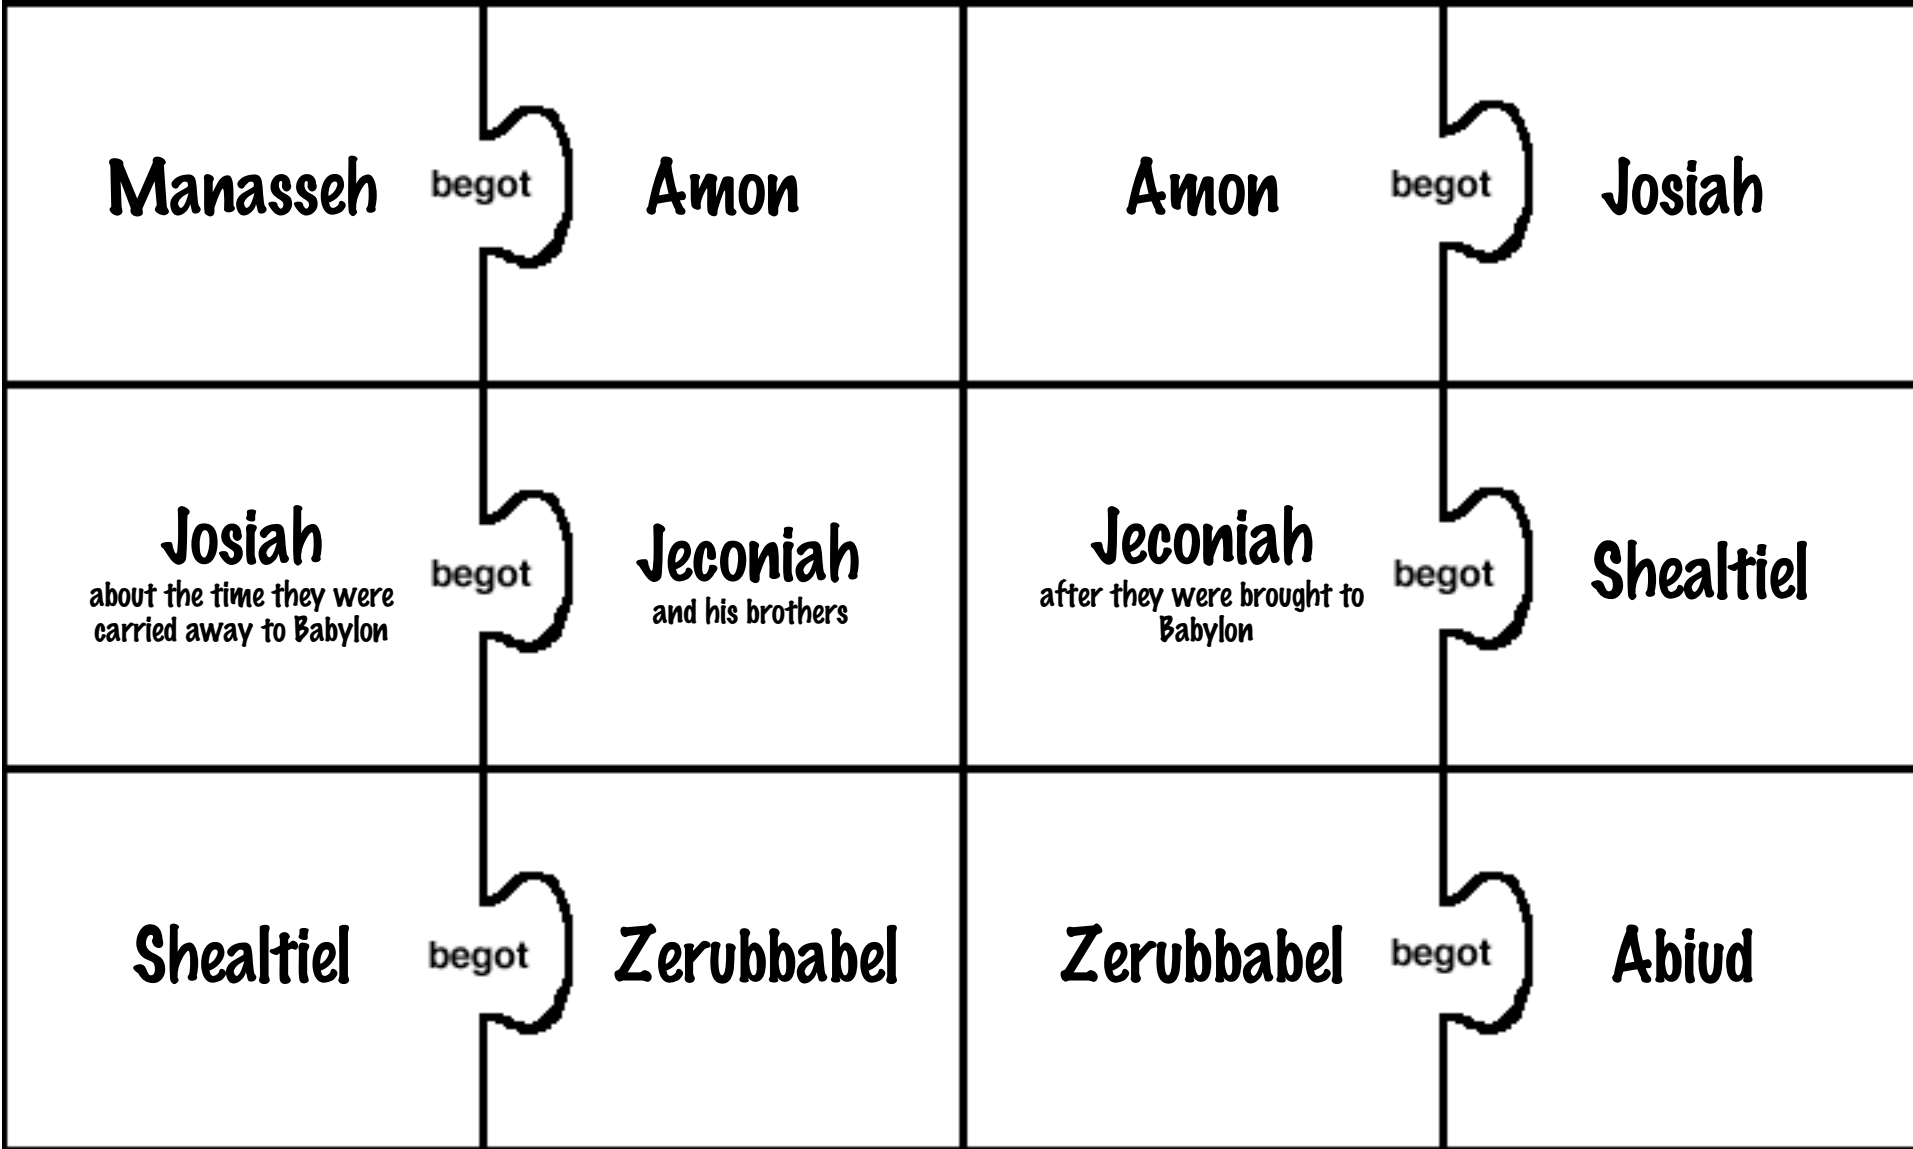 Manasseh begot Amon
Amon begot Josiah
Josiah
about the time they were
carried away to Babylon
begot
Jeconiah
and his brothers
Jeconiah
after they were brought to
Babylon
begot
Shealtiel
Shealtiel begot Zerubbabel
Zerubbabel begot Abiud